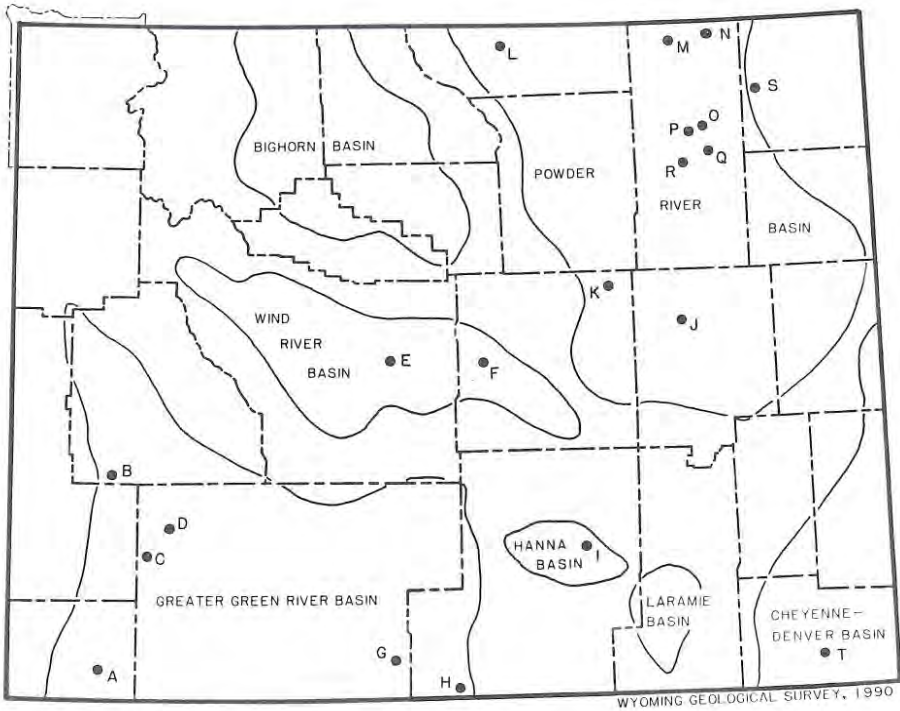 L
M
N
S
P
O
Q
R
BIGHORN BASIN
POWDER
RIVER
BASIN
K
J
WIND
RIVER
BASIN
E
F
B
D
C
HANNA
BASIN
I
GREATER GREEN RIVER BASIN
LARAMIE
BASIN
CHEYENNE-
DENVER BASIN
T
A
G
H
WYOMING GEOLOGICAL SURVEY, 1990